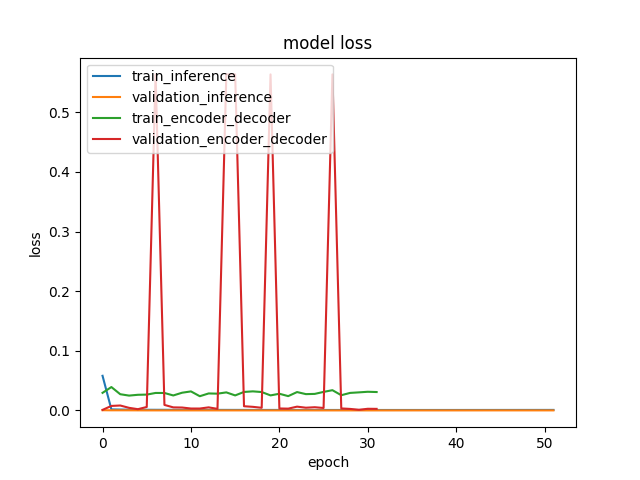 model loss
train_inference
validation_inference
train_encoder_decoder
validation_encoder_decoder
0.5
0.4
0.3
0.2
0.1
0.0
loss
0 10 20 30 40 50
epoch